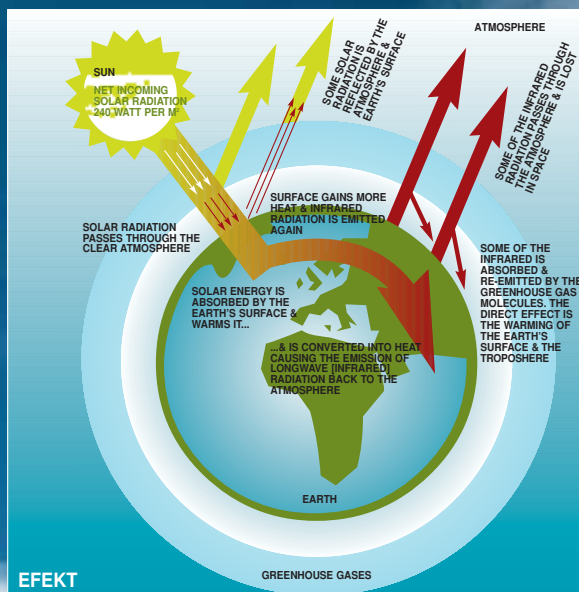 ATMOSPHERE
SUN
NET INCOMING
SOLAR RADIATION
240 WATT PER M²
SOME SOLAR
RADIATION IS
REFLECTED BY THE
ATMOSPHERE &
EARTH'S SURFACE
SOME OF THE INFRARED
RADIATION PASSES THROUGH
THE ATMOSPHERE & IS LOST
IN SPACE
SOLAR RADIATION
PASSES THROUGH THE
CLEAR ATMOSPHERE
SURFACE GAINS MORE
HEAT & INFRARED
RADIATION IS EMITTED
AGAIN
SOLAR ENERGY IS
ABSORBED BY THE
EARTH'S SURFACE &
WARMS IT...
...& IS CONVERTED INTO HEAT
CAUSING THE EMISSION OF
LONGWAVE [INFRARED]
RADIATION BACK TO THE
ATMOSPHERE
SOME OF THE
INFRARED IS
ABSORBED &
RE-EMITTED BY THE
GREENHOUSE GAS
MOLECULES. THE
DIRECT EFFECT IS
THE WARMING OF
THE EARTH'S
SURFACE & THE
TROPOSHERE
EARTH
GREENHOUSE GASES
EFEKT